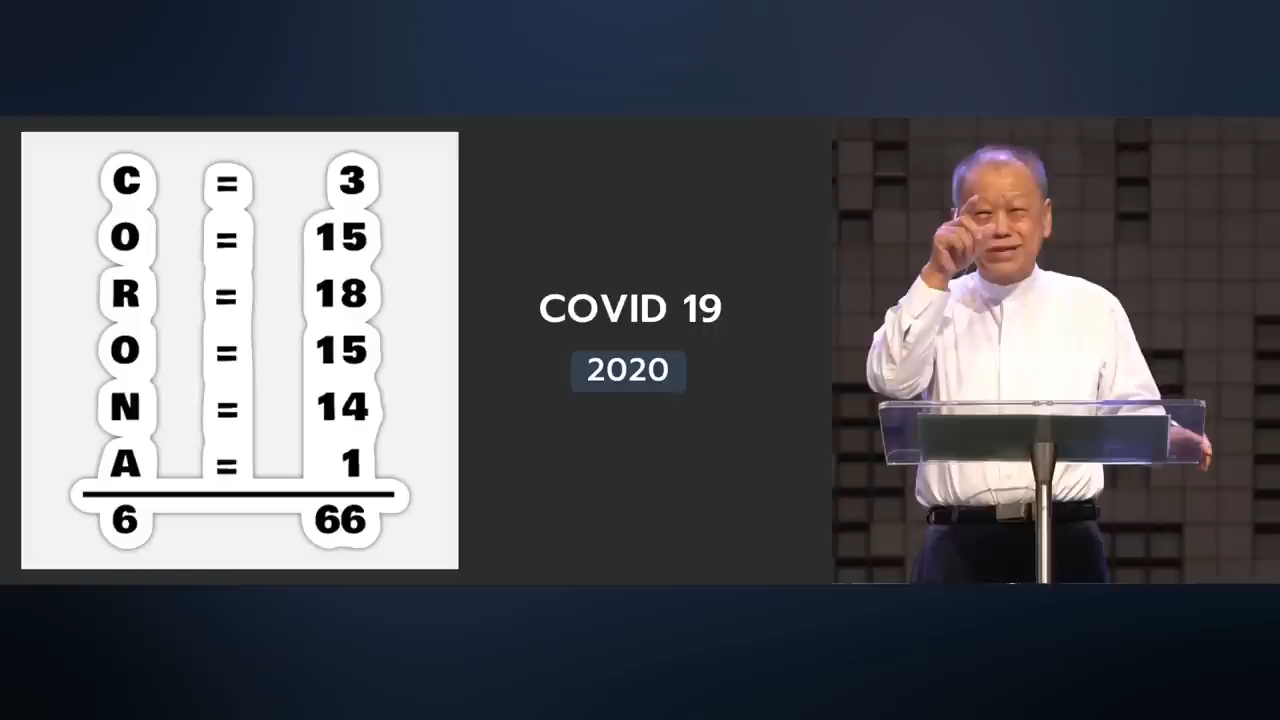 C = 3
O = 15
R = 18
O = 15
N = 14
A = 1
6 66
COVID 19
2020